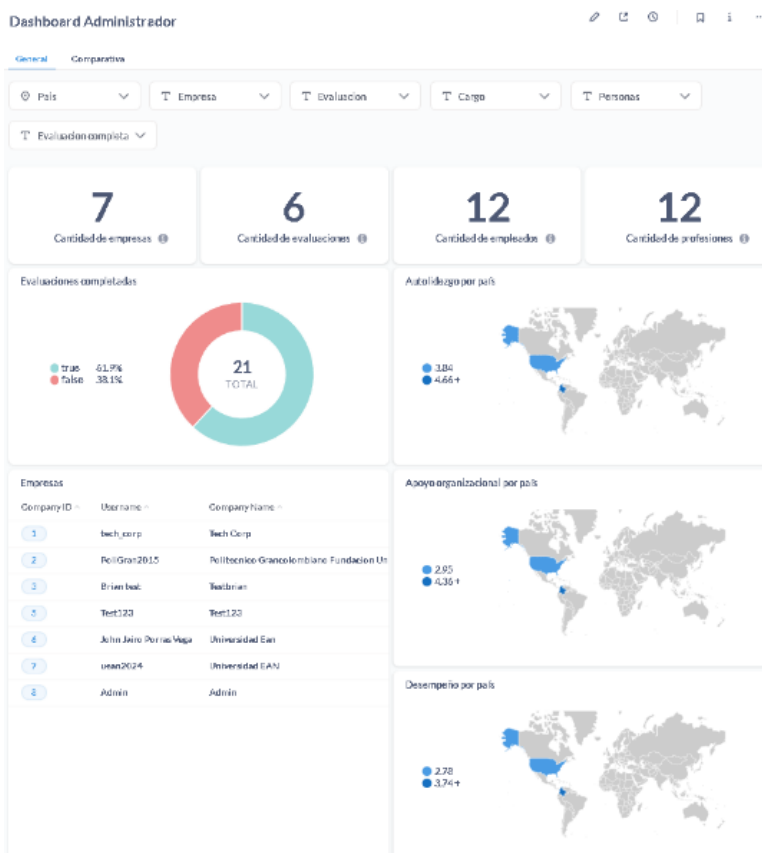 Dashboard Administrador
General Comparativa
País Empresa Evaluacion Cargo Personas
Evaluacion completa
7 6 12 12
Cantidad de empresas Cantidad de evaluaciones Cantidad de empleados Cantidad de profesiones
Evaluaciones completadas
true 61.9%
false 38.1%
21
TOTAL
Autoliderazgo por país
3.84
4.66+
Empresas
Company ID Username Company Name
1 tech_corp Tech Corp
2 PoliGran2015 Politecnico Grancolombiano Fundacion Un
3 Brian test Testbrian
5 Test123 Test123
6 John Jairo Porras Vega Universidad Ean
7 uean2024 Universidad EAN
8 Admin Admin
Apoyo organizacional por país
2.95
4.36+
Desempeño por país
2.78
3.74+